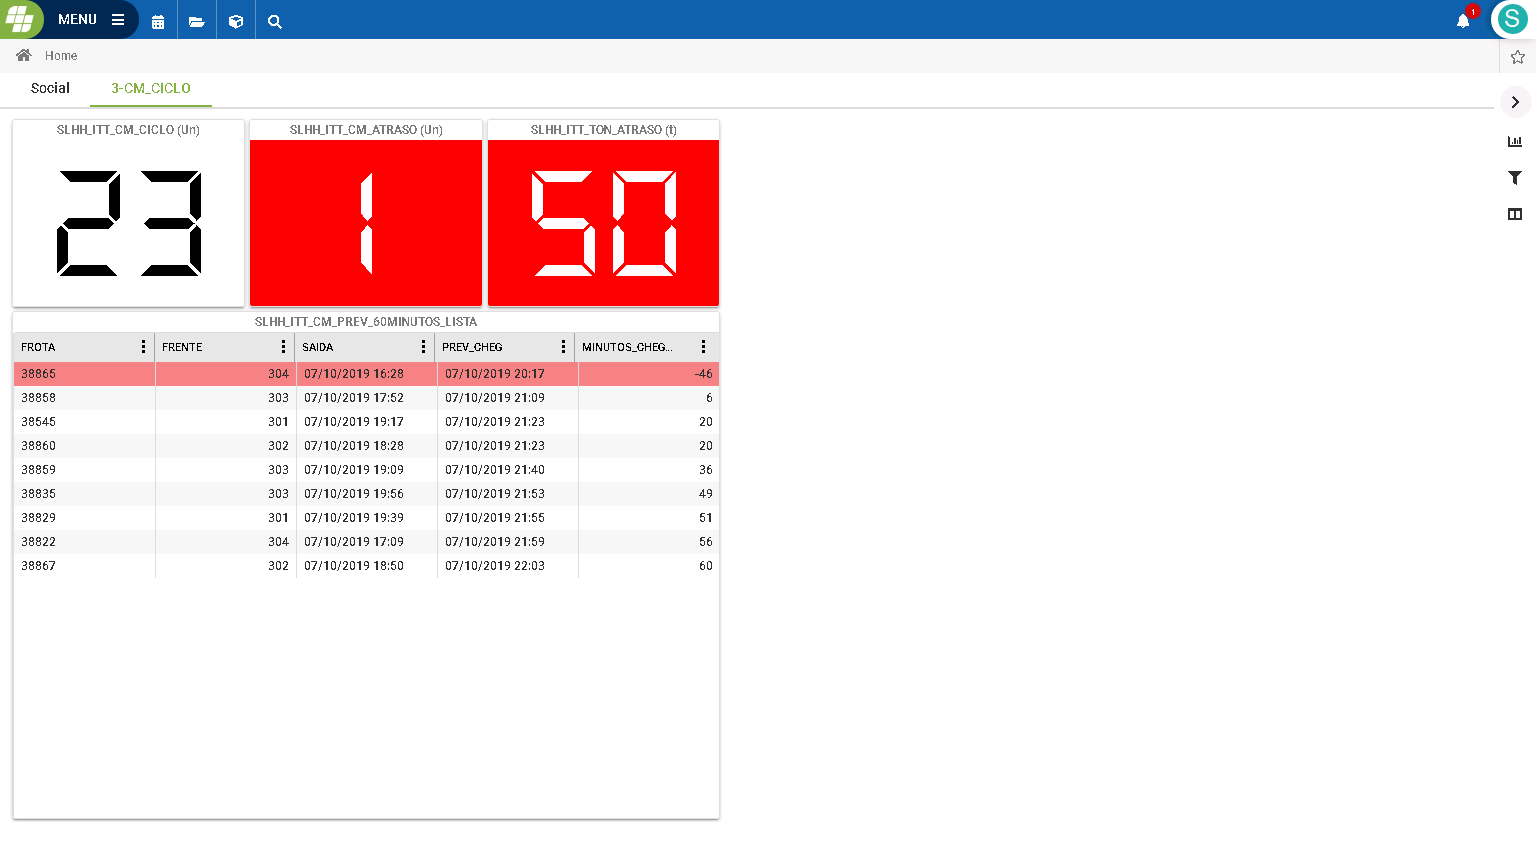 MENU
1
S
Home
Social
3-CM_CICLO
SLHH_ITT_CM_CICLO (Un)
SLHH_ITT_CM_ATRASO (Un)
SLHH_ITT_TON_ATRASO (t)
23
1
50
SLHH_ITT_CM_PREV_60MINUTOS_LISTA
FROTA FRENTE SAIDA PREV_CHEG MINUTOS_CHEG...
38865 304 07/10/2019 16:28 07/10/2019 20:17 -46
38858 303 07/10/2019 17:52 07/10/2019 21:09 6
38545 301 07/10/2019 19:17 07/10/2019 21:23 20
38860 302 07/10/2019 18:28 07/10/2019 21:23 20
38859 303 07/10/2019 19:09 07/10/2019 21:40 36
38835 303 07/10/2019 19:56 07/10/2019 21:53 49
38829 301 07/10/2019 19:39 07/10/2019 21:55 51
38822 304 07/10/2019 17:09 07/10/2019 21:59 56
38867 302 07/10/2019 18:50 07/10/2019 22:03 60